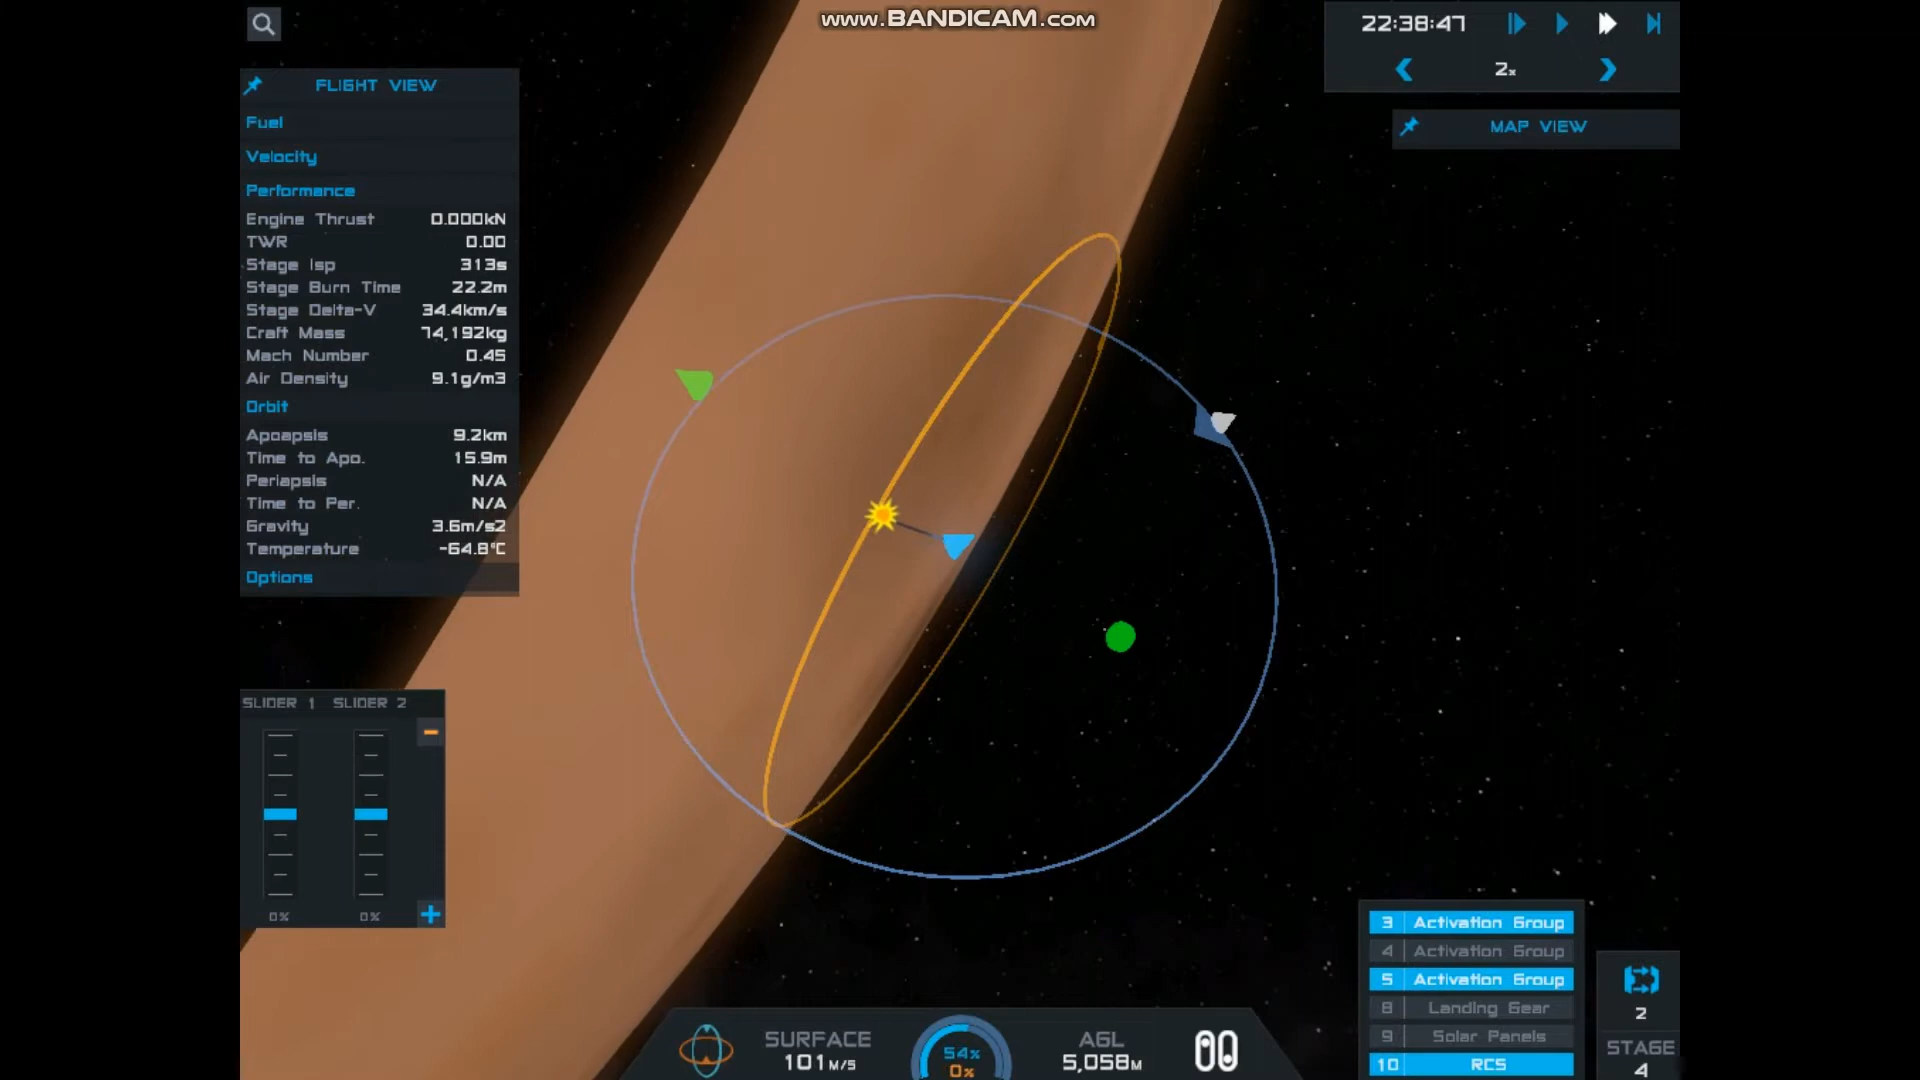 www.BANDICAM.com
22:38:47
2x
FLIGHT VIEW
MAP VIEW
Fuel
Velocity
Performance
Engine Thrust 0.000kN
TWR 0.00
Stage Isp 313s
Stage Burn Time 22.2m
Stage Delta-V 34.4km/s
Craft Mass 74,192kg
Mach Number 0.45
Air Density 9.1g/m3
Orbit
Apoapsis 9.2km
Time to Apo. 15.9m
Periapsis N/A
Time to Per. N/A
Gravity 3.6m/s2
Temperature -64.8°C
Options
SLIDER 1 SLIDER 2
0% 0%
3 Activation Group
4 Activation Group
5 Activation Group
8 Landing Gear
9 Solar Panels
10 RCS
2
STAGE
4
SURFACE
101M/S
54%
0%
AGL
5,058M